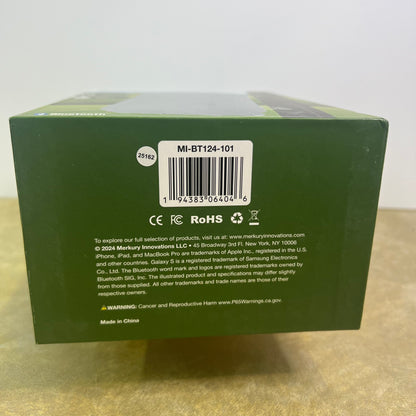 Bluetooth
25162
MI-BT124-101
1 94383 06404 6
CE FC RoHS
To explore our full selection of products, visit us at: www.merkuryinnovations.com
© 2024 Merkury Innovations LLC • 45 Broadway 3rd Fl. New York, NY 10006
iPhone, iPad, and MacBook Pro are trademarks of Apple Inc., registered in the U.S.
and other countries. Galaxy S is a registered trademark of Samsung Electronics
Co., Ltd. The Bluetooth word mark and logos are registered trademarks owned by
Bluetooth SIG, Inc. The illustrated product and specifications may differ slightly
from those supplied. All other trademarks and trade names are those of their
respective owners.
WARNING: Cancer and Reproductive Harm www.P65Warnings.ca.gov.
Made in China